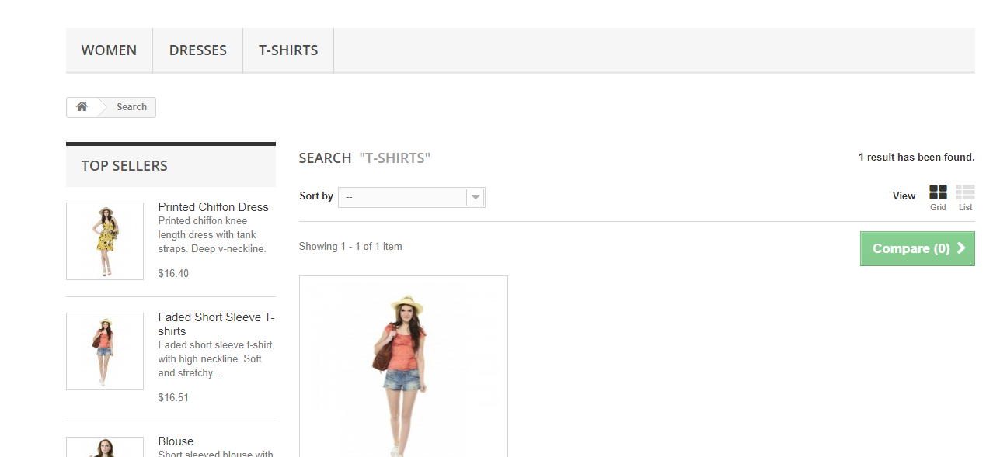 WOMEN
DRESSES
T-SHIRTS
Search
TOP SELLERS
Printed Chiffon Dress
Printed chiffon knee
length dress with tank
straps. Deep v-neckline.
$16.40
Faded Short Sleeve T-
shirts
Faded short sleeve t-shirt
with high neckline. Soft
and stretchy...
$16.51
Blouse
Short sleeved blouse with
SEARCH "T-SHIRTS"
1 result has been found.
Sort by --
View
Grid
List
Showing 1 - 1 of 1 item
Compare (0)